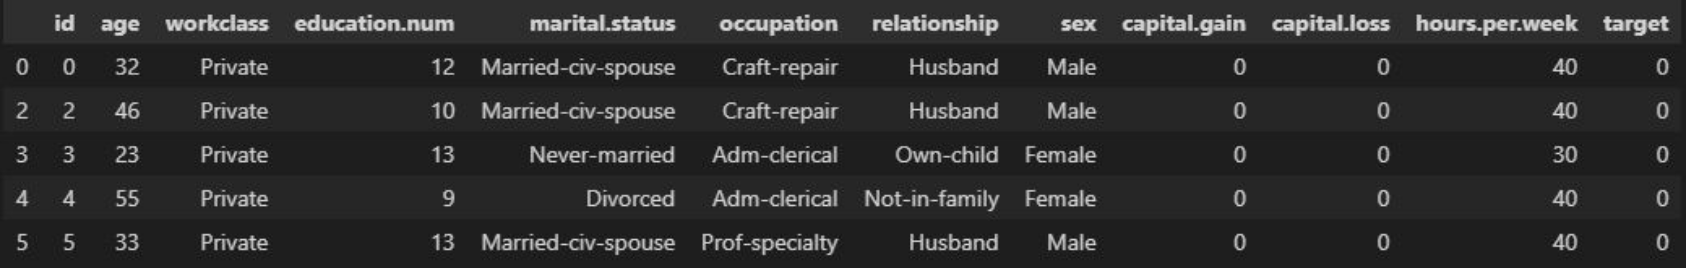 id age workclass education.num marital.status occupation relationship sex capital.gain capital.loss hours.per.week target
0 0 32 Private 12 Married-civ-spouse Craft-repair Husband Male 0 0 40 0
2 2 46 Private 10 Married-civ-spouse Craft-repair Husband Male 0 0 40 0
3 3 23 Private 13 Never-married Adm-clerical Own-child Female 0 0 30 0
4 4 55 Private 9 Divorced Adm-clerical Not-in-family Female 0 0 40 0
5 5 33 Private 13 Married-civ-spouse Prof-specialty Husband Male 0 0 40 0